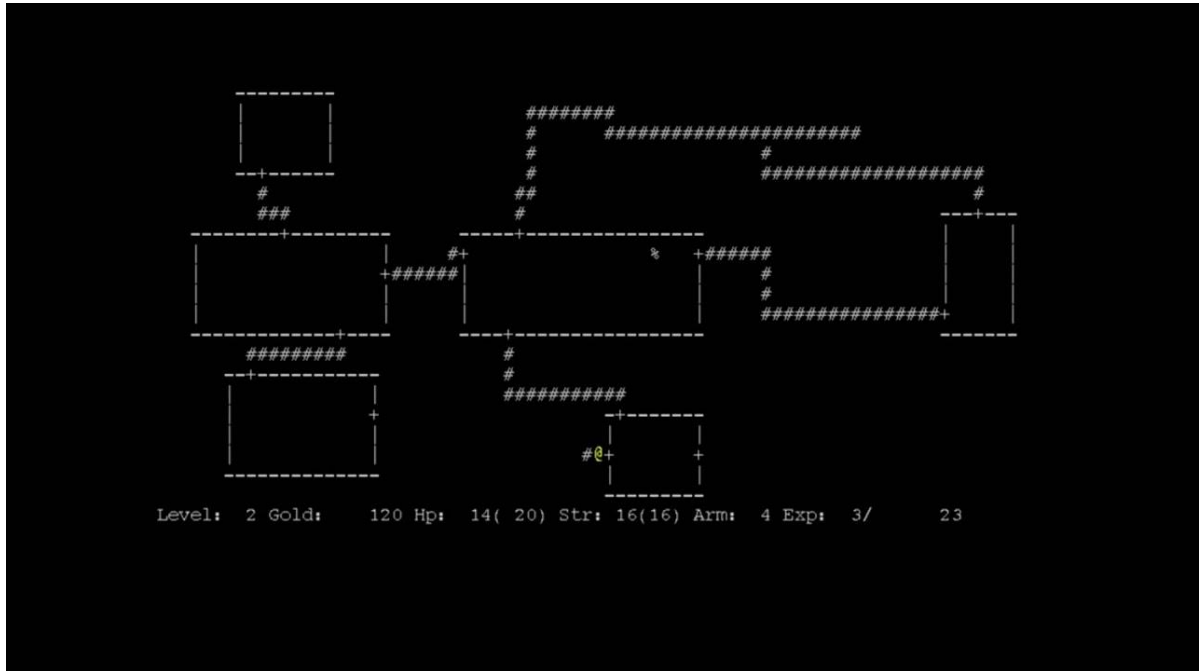 ---------
|       |                 ########
|       |                 #      #######################
|       |                 #              #
--+------                 #              ####################
#                        ##                                 #
###                      #                               ---+---
--------+---------      -----+----------------           |     |
|                |     #+                %   +######     |     |
|                +######|                    |     #     |     |
|                |      |                    |     #     |     |
|                |      |                    |     ################+     |
-------------+----      ----+-----------------           -------
#########                   #
--+-----------              #
|            |              ###########
|            +                       -+-------
|            |                       |       |
|            |                     #@+       +
--------------                       |       |
---------
Level:  2 Gold:    120 Hp:  14( 20) Str: 16(16) Arm:  4 Exp:  3/      23